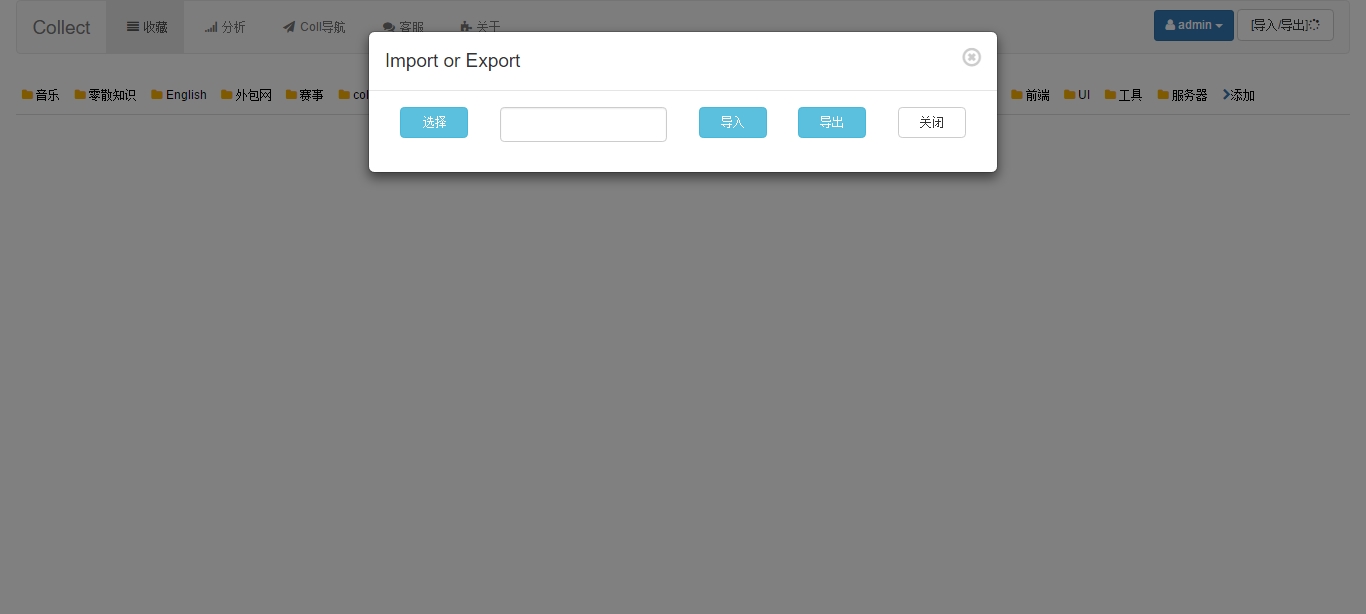 Collect 收藏 分析 Coll导航 客服 关于 admin [导入/导出]
Import or Export
音乐 零散知识 English 外包网 赛事 前端 UI 工具 服务器 添加
选择 导入 导出 关闭